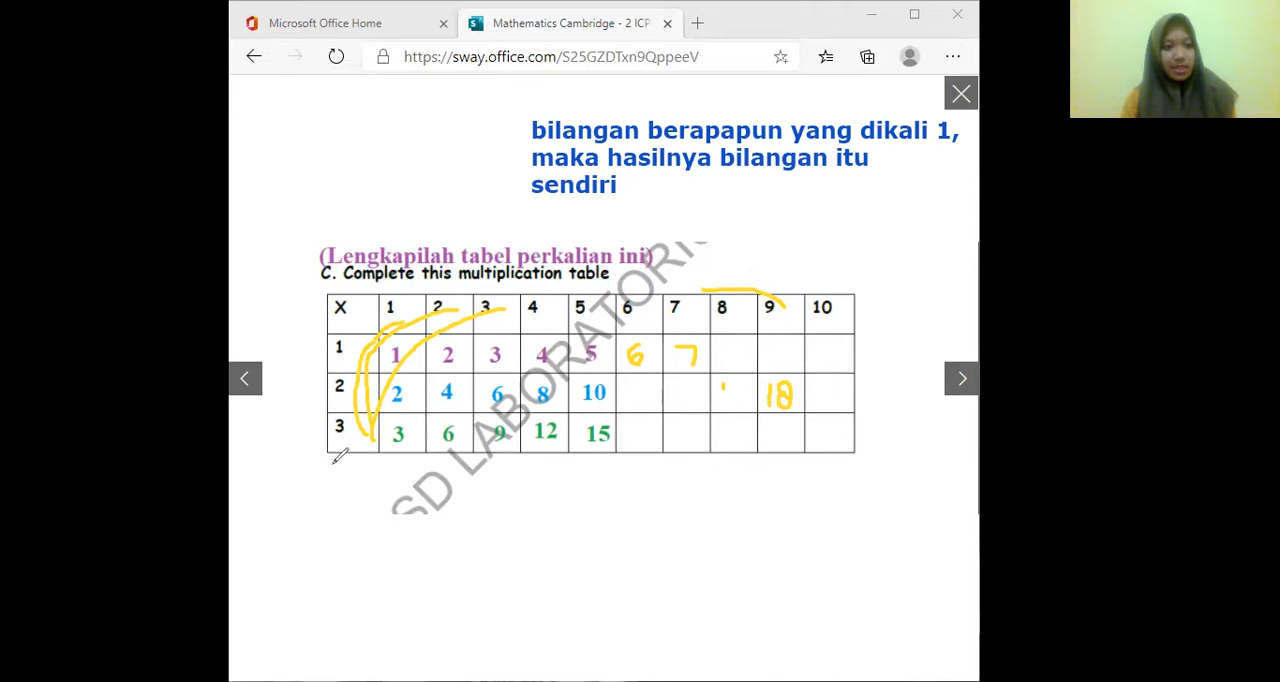 Microsoft Office Home
Mathematics Cambridge - 2 ICP
https://sway.office.com/S25GZDTxn9QppeeV
bilangan berapapun yang dikali 1,
maka hasilnya bilangan itu
sendiri
(Lengkapilah tabel perkalian ini)
C. Complete this multiplication table
X 1 2 3 4 5 6 7 8 9 10
1 1 2 3 4 5 6 7
2 2 4 6 8 10 18
3 3 6 9 12 15
SD LABORATORIU